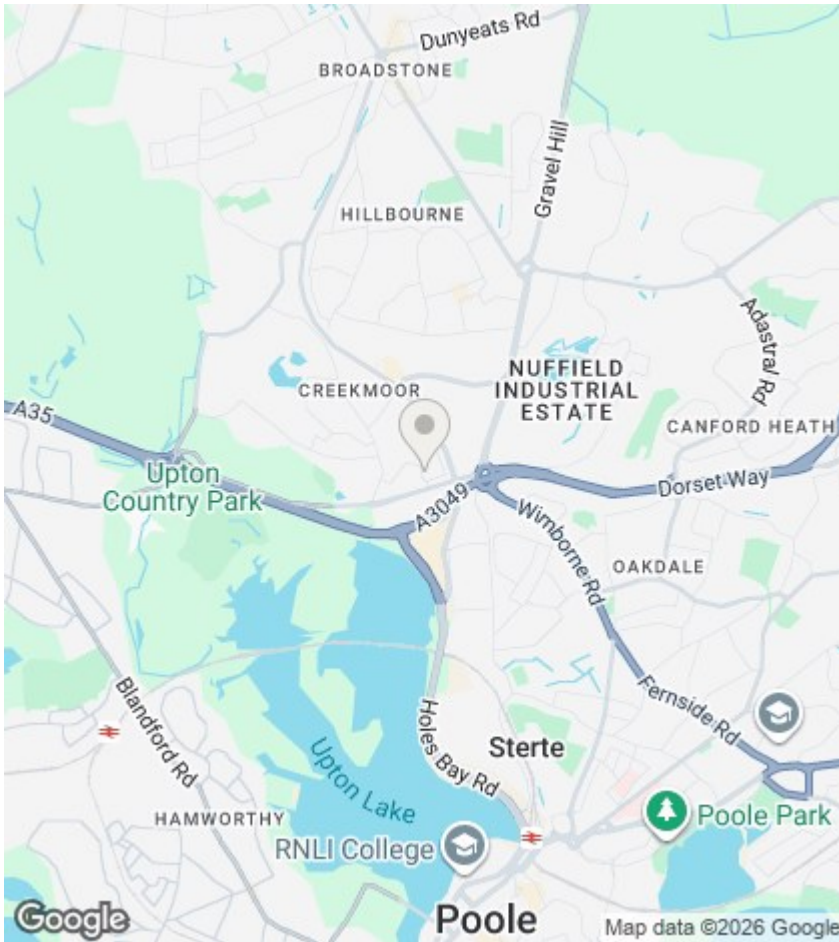 Dunyeats Rd
BROADSTONE
Gravel Hill
HILLBOURNE
Adastral Rd
NUFFIELD
INDUSTRIAL
ESTATE
CREEKMOOR
A35
CANFORD HEATH
Upton
Country Park
A3049
Dorset Way
Wimborne Rd
OAKDALE
Blandford Rd
Holes Bay Rd
Fernside Rd
Sterte
Upton Lake
HAMWORTHY
Poole Park
RNLI College
Poole
Google
Map data ©2026 Google